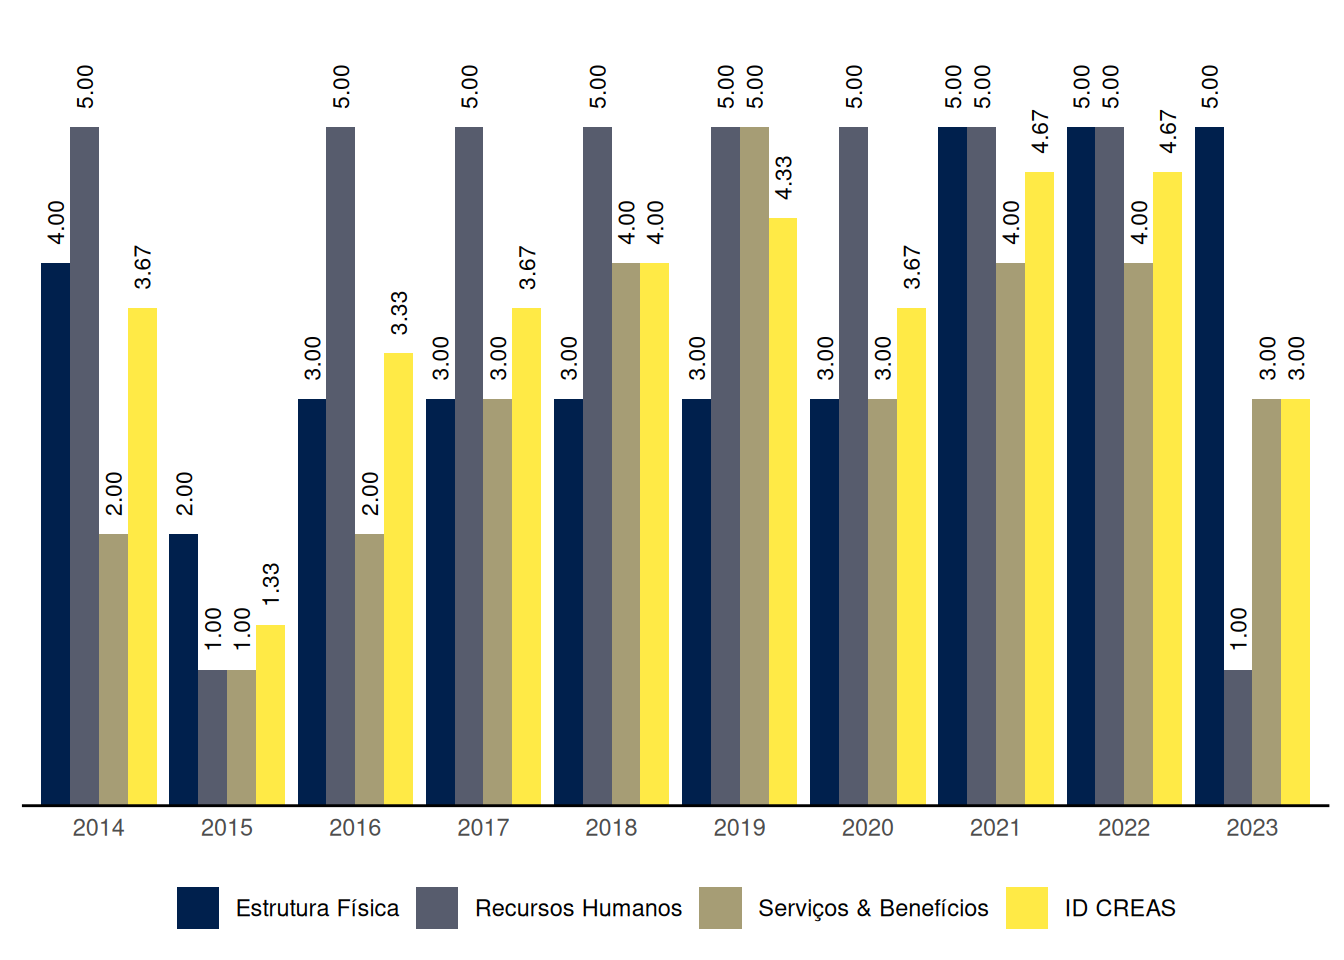 4.00 5.00 2.00 3.67
2.00 1.00 1.00 1.33
3.00 5.00 2.00 3.33
3.00 5.00 3.00 3.67
3.00 5.00 4.00 4.00
3.00 5.00 5.00 4.33
3.00 5.00 3.00 3.67
5.00 5.00 4.00 4.67
5.00 5.00 4.00 4.67
5.00 1.00 3.00 3.00
2014 2015 2016 2017 2018 2019 2020 2021 2022 2023
Estrutura Física Recursos Humanos Serviços & Benefícios ID CREAS